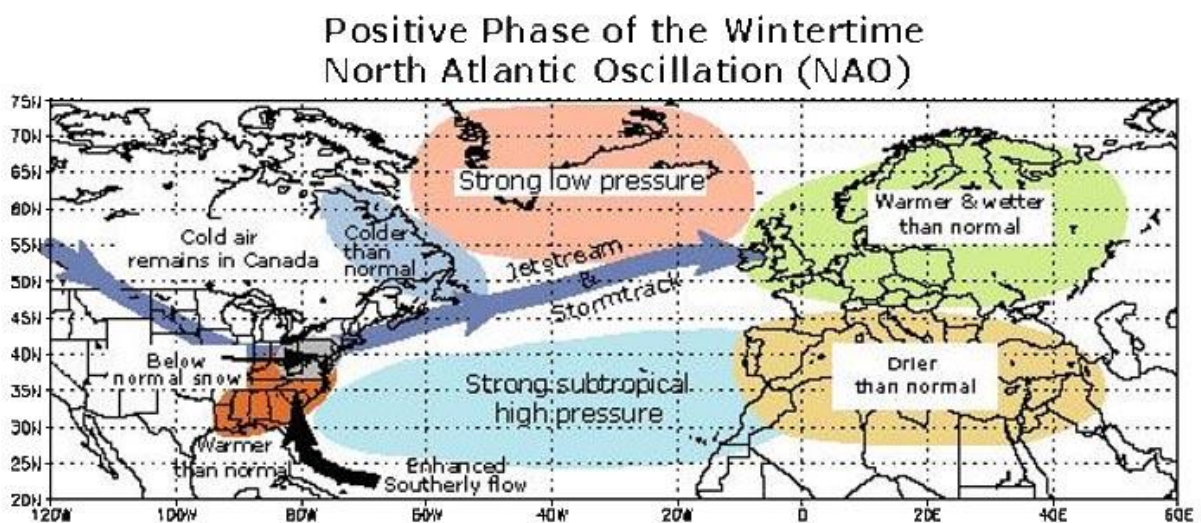 Positive Phase of the Wintertime
North Atlantic Oscillation (NAO)
75N
70N
65N
60N
55N
50N
45N
40N
35N
30N
25N
20N
Strong low pressure
Warmer & wetter
than normal
Cold air
remains in Canada
Colder
than
normal
Jetstream
&
Stormtrack
Below
normal snow
Strong subtropical
high pressure
Drier
than normal
Warmer
than normal
Enhanced
Southerly flow
120W 100W 80W 60W 40W 20W 0 20E 40E 60E